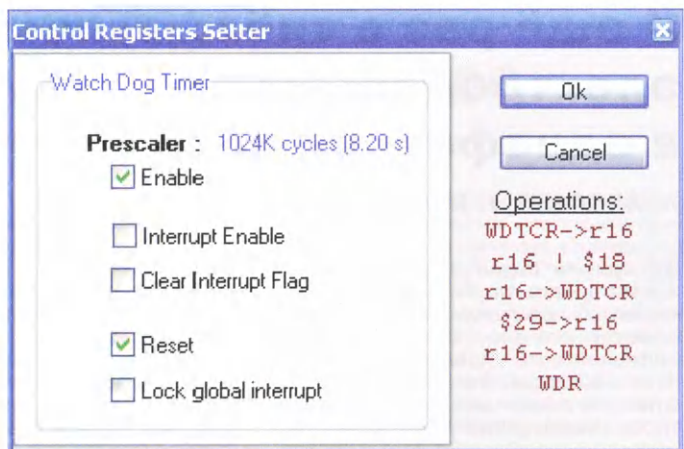 Control Registers Setter
Watch Dog Timer
Prescaler : 1024K cycles (8.20 s)
Enable
Interrupt Enable
Clear Interrupt Flag
Reset
Lock global interrupt
Ok
Cancel
Operations:
WDTCR->r16
r16 ! $18
r16->WDTCR
$29->r16
r16->WDTCR
WDR